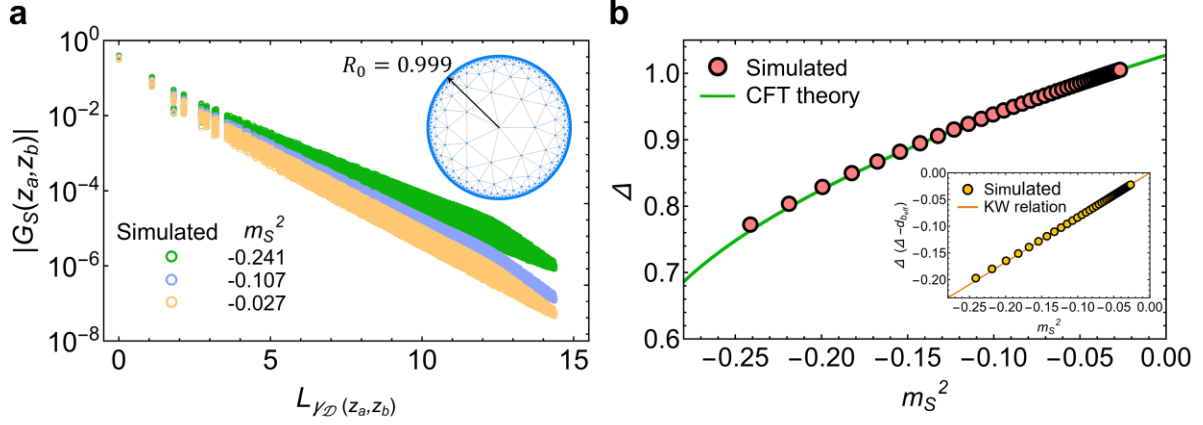 a
|G_S(z_a, z_b)|
10^0
10^-2
10^-4
10^-6
10^-8
R_0 = 0.999
Simulated m_S^2
-0.241
-0.107
-0.027
0 5 10 15
L_γ_𝒟 (z_a, z_b)
b
Δ
1.0
0.9
0.8
0.7
0.6
Simulated
CFT theory
−0.25 −0.20 −0.15 −0.10 −0.05 0.00
m_S^2
Δ (Δ −d_b_eff)
0.00
−0.05
−0.10
−0.15
−0.20
Simulated
KW relation
−0.25 −0.20 −0.15 −0.10 −0.05 0.00
m_S^2